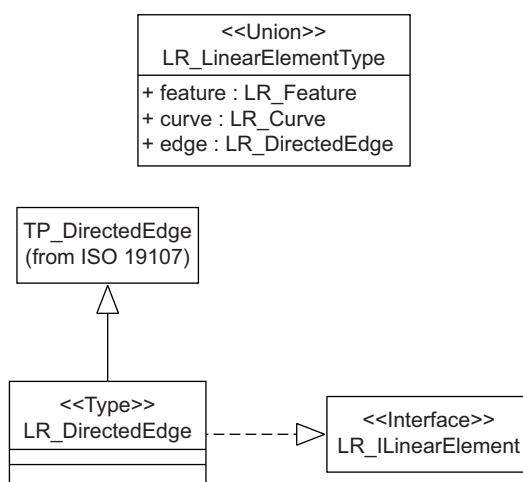 <<Union>>
LR_LinearElementType
+ feature : LR_Feature
+ curve : LR_Curve
+ edge : LR_DirectedEdge
TP_DirectedEdge
(from ISO 19107)
<<Type>>
LR_DirectedEdge
<<Interface>>
LR_ILinearElement